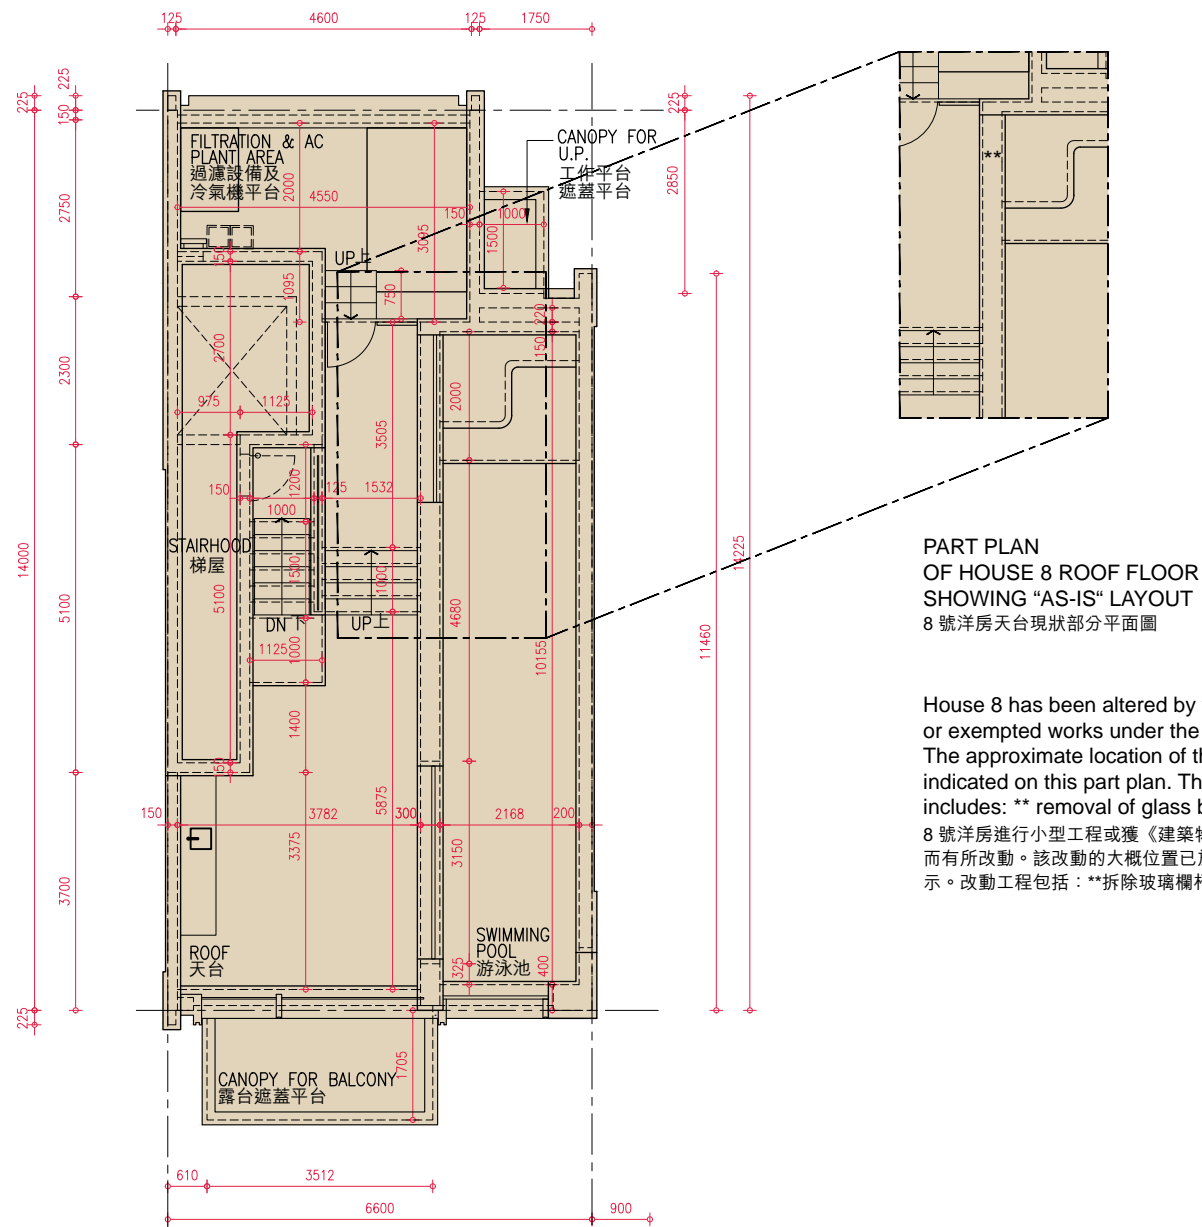 125
4600
125
1750
225
225
150
225
FILTRATION & AC
PLANT AREA
過濾設備及
冷氣機平台
2000
4550
CANOPY FOR
U.P.
工作平台
遮蓋平台
2850
2750
150
1000
1500
3095
150
UP上
1095
750
220
150
**
2700
2300
2000
975
1125
3505
1200
150
125
1532
1000
14000
STAIRHOOD
梯屋
1500
1000
14225
5100
5100
4680
DN下
UP上
1125
1000
10155
11460
1400
150
5875
150
3782
300
2168
200
3375
3150
3700
ROOF
天台
SWIMMING
POOL
游泳池
325
400
225
1705
CANOPY FOR BALCONY
露台遮蓋平台
610
3512
6600
900
PART PLAN
OF HOUSE 8 ROOF FLOOR
SHOWING “AS-IS“ LAYOUT
8 號洋房天台現狀部分平面圖
House 8 has been altered by
or exempted works under the
The approximate location of
indicated on this part plan.
includes: ** removal of glass
8 號洋房進行小型工程或獲《建築
而有所改動。該改動的大概位置已
示。改動工程包括：**拆除玻璃欄